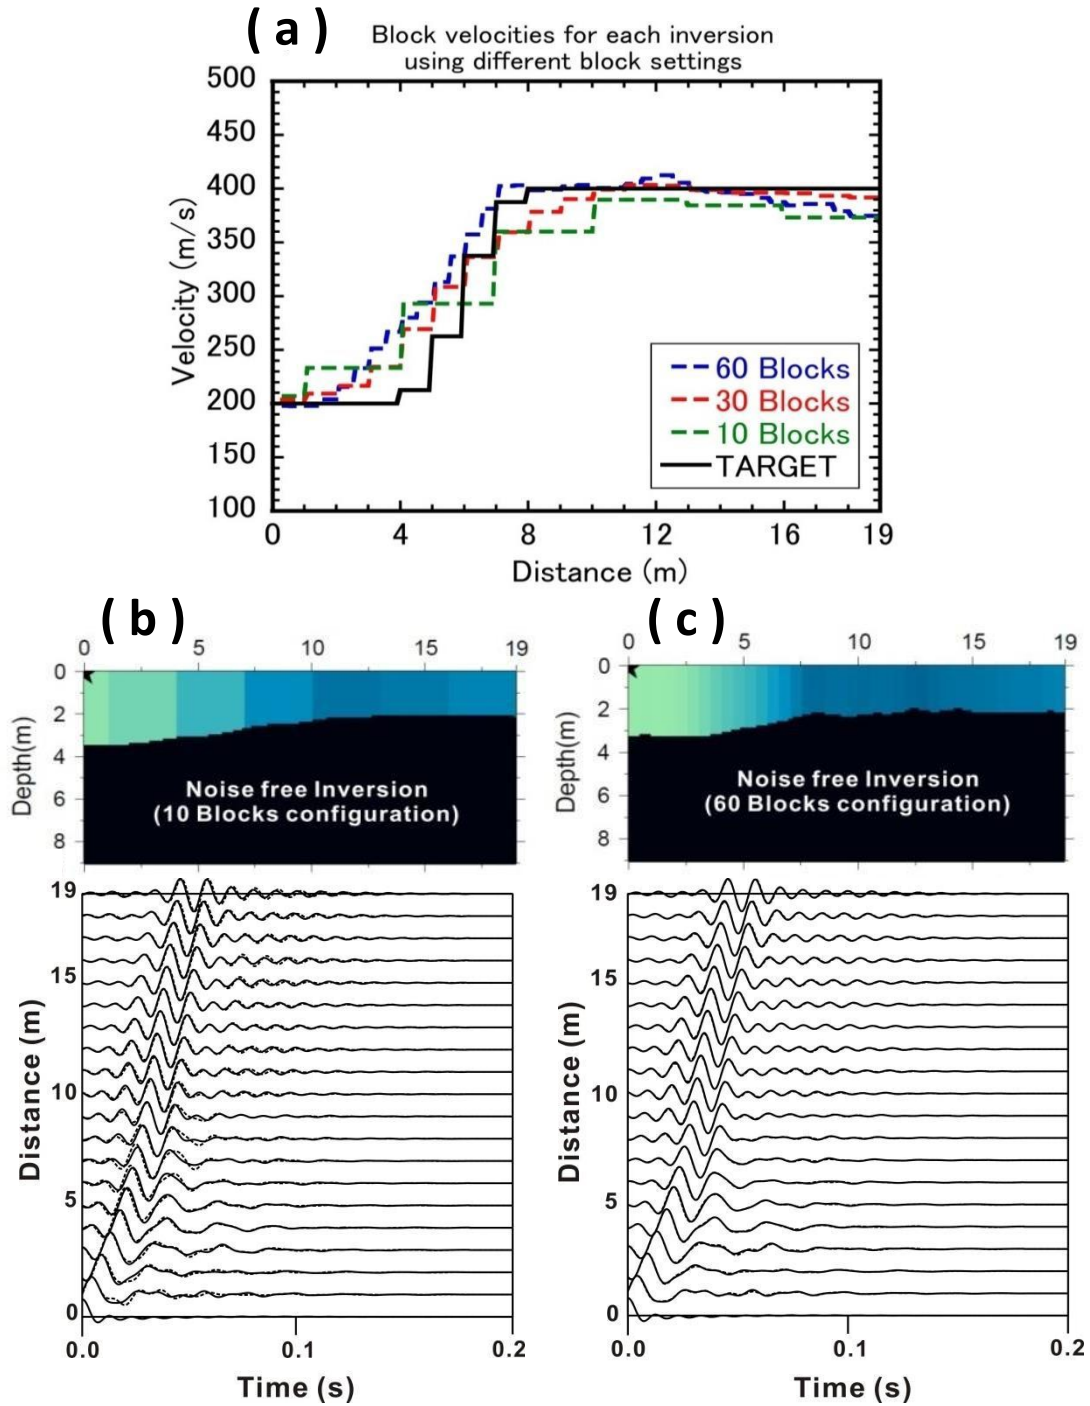 ( a )
Block velocities for each inversion
using different block settings
500
450
400
350
300
250
200
150
100
Velocity (m/s)
60 Blocks
30 Blocks
10 Blocks
TARGET
0 4 8 12 16 19
Distance (m)
( b )
0 5 10 15 19
0
2
4
6
8
Depth(m)
Noise free Inversion
(10 Blocks configuration)
19
15
10
5
0
Distance (m)
0.0 0.1 0.2
Time (s)
( c )
0 5 10 15 19
0
2
4
6
8
Depth(m)
Noise free Inversion
(60 Blocks configuration)
19
15
10
5
0
Distance (m)
0.0 0.1 0.2
Time (s)